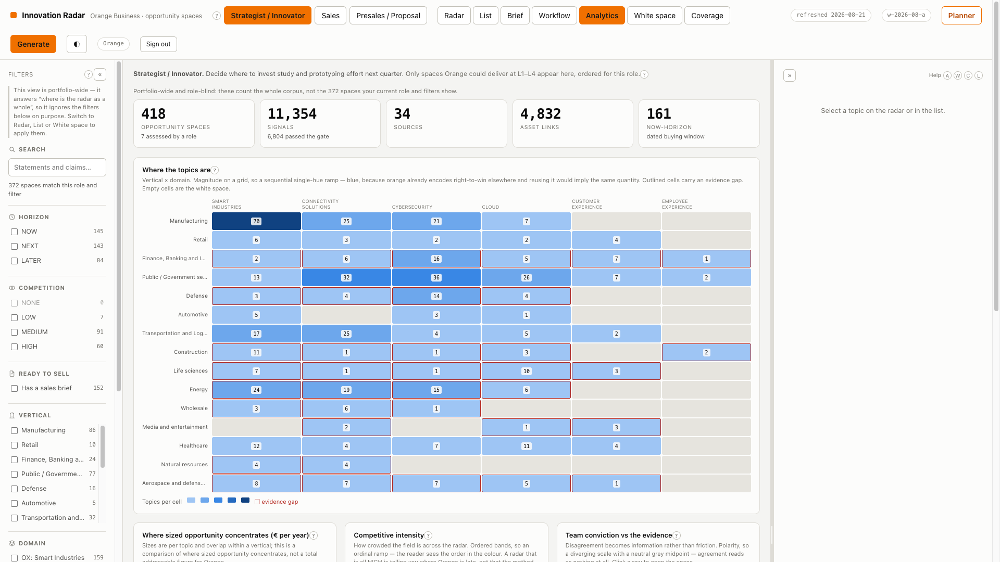 Innovation Radar Orange Business · opportunity spaces ? Strategist / Innovator Sales Presales / Proposal Radar List Brief Workflow Analytics White space Coverage refreshed 2026-08-21 w-2026-08-a Planner
Generate Orange Sign out
FILTERS ? «
This view is portfolio-wide — it
answers “where is the radar as a
whole”, so it ignores the filters
below on purpose. Switch to
Radar, List or White space to
apply them.
SEARCH
Statements and claims...
372 spaces match this role and
filter
HORIZON
NOW 145
NEXT 143
LATER 84
COMPETITION
NONE 0
LOW 7
MEDIUM 91
HIGH 60
READY TO SELL
Has a sales brief 152
VERTICAL
Manufacturing 86
Retail 10
Finance, Banking a... 24
Public / Governme... 77
Defense 16
Automotive 5
Transportation and... 32
DOMAIN
OX: Smart Industries 159
Strategist / Innovator. Decide where to invest study and prototyping effort next quarter. Only spaces Orange could deliver at L1–L4 appear here, ordered for this role. ?
Portfolio-wide and role-blind: these count the whole corpus, not the 372 spaces your current role and filters show.
418
OPPORTUNITY SPACES
7 assessed by a role
11,354
SIGNALS
6,804 passed the gate
34
SOURCES
4,832
ASSET LINKS
161
NOW-HORIZON
dated buying window
Where the topics are ?
Vertical × domain. Magnitude on a grid, so a sequential single-hue ramp — blue, because orange already encodes right-to-win elsewhere and reusing it would imply the same quantity. Outlined cells carry an evidence gap.
Empty cells are the white space.
SMART INDUSTRIES CONNECTIVITY SOLUTIONS CYBERSECURITY CLOUD CUSTOMER EXPERIENCE EMPLOYEE EXPERIENCE
Manufacturing 70 25 21 7
Retail 6 3 2 2 4
Finance, Banking and I... 2 6 16 5 7 1
Public / Government se... 13 32 36 26 7 2
Defense 3 4 14 4
Automotive 5 3 1
Transportation and Log... 17 25 4 5 2
Construction 11 1 1 3 2
Life sciences 7 1 1 10 3
Energy 24 19 15 6
Wholesale 3 6 1
Media and entertainment 2 1 3
Healthcare 12 4 7 11 4
Natural resources 4 4
Aerospace and defens... 8 7 7 5 1
Topics per cell evidence gap
Where sized opportunity concentrates (€ per year) ?
Sizes are per topic and overlap within a vertical; this is a
comparison of where sized opportunity concentrates, not a total
addressable figure for Orange.
Competitive intensity ?
How crowded the field is across the radar. Ordered bands, so an
ordinal ramp — the reader sees the order in the colour. A radar that
is all HIGH is telling you where Orange is late, not that the method
Team conviction vs the evidence ?
Disagreement becomes information rather than friction. Polarity, so
a diverging scale with a neutral grey midpoint — agreement reads
as nothing at all. Click a row to open the space.
» Help A W C L
Select a topic on the radar or in the list.